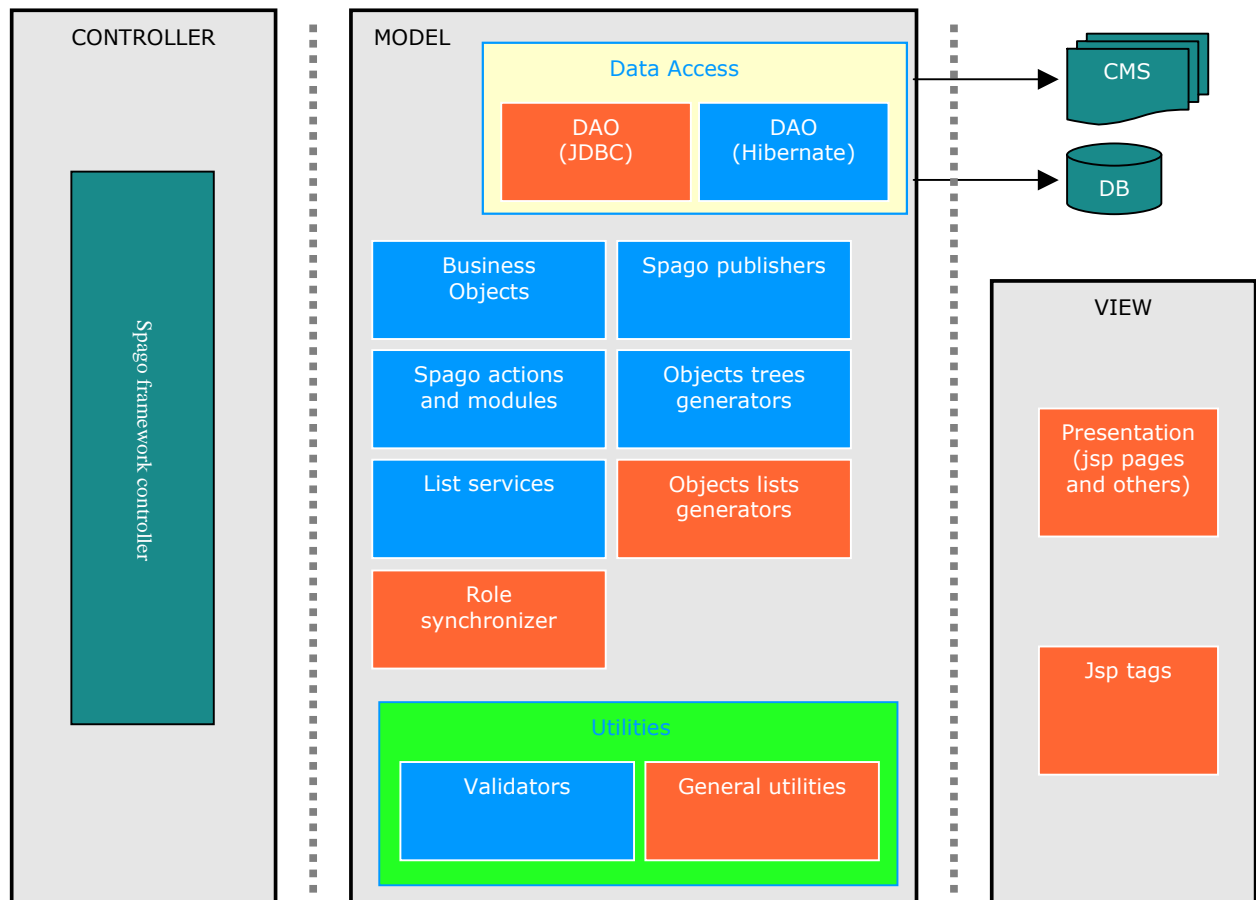 CONTROLLER
Spago framework controller
MODEL
Data Access
DAO
(JDBC)
DAO
(Hibernate)
Business
Objects
Spago publishers
Spago actions
and modules
Objects trees
generators
List services
Objects lists
generators
Role
synchronizer
Utilities
Validators
General utilities
CMS
DB
VIEW
Presentation
(jsp pages
and others)
Jsp tags